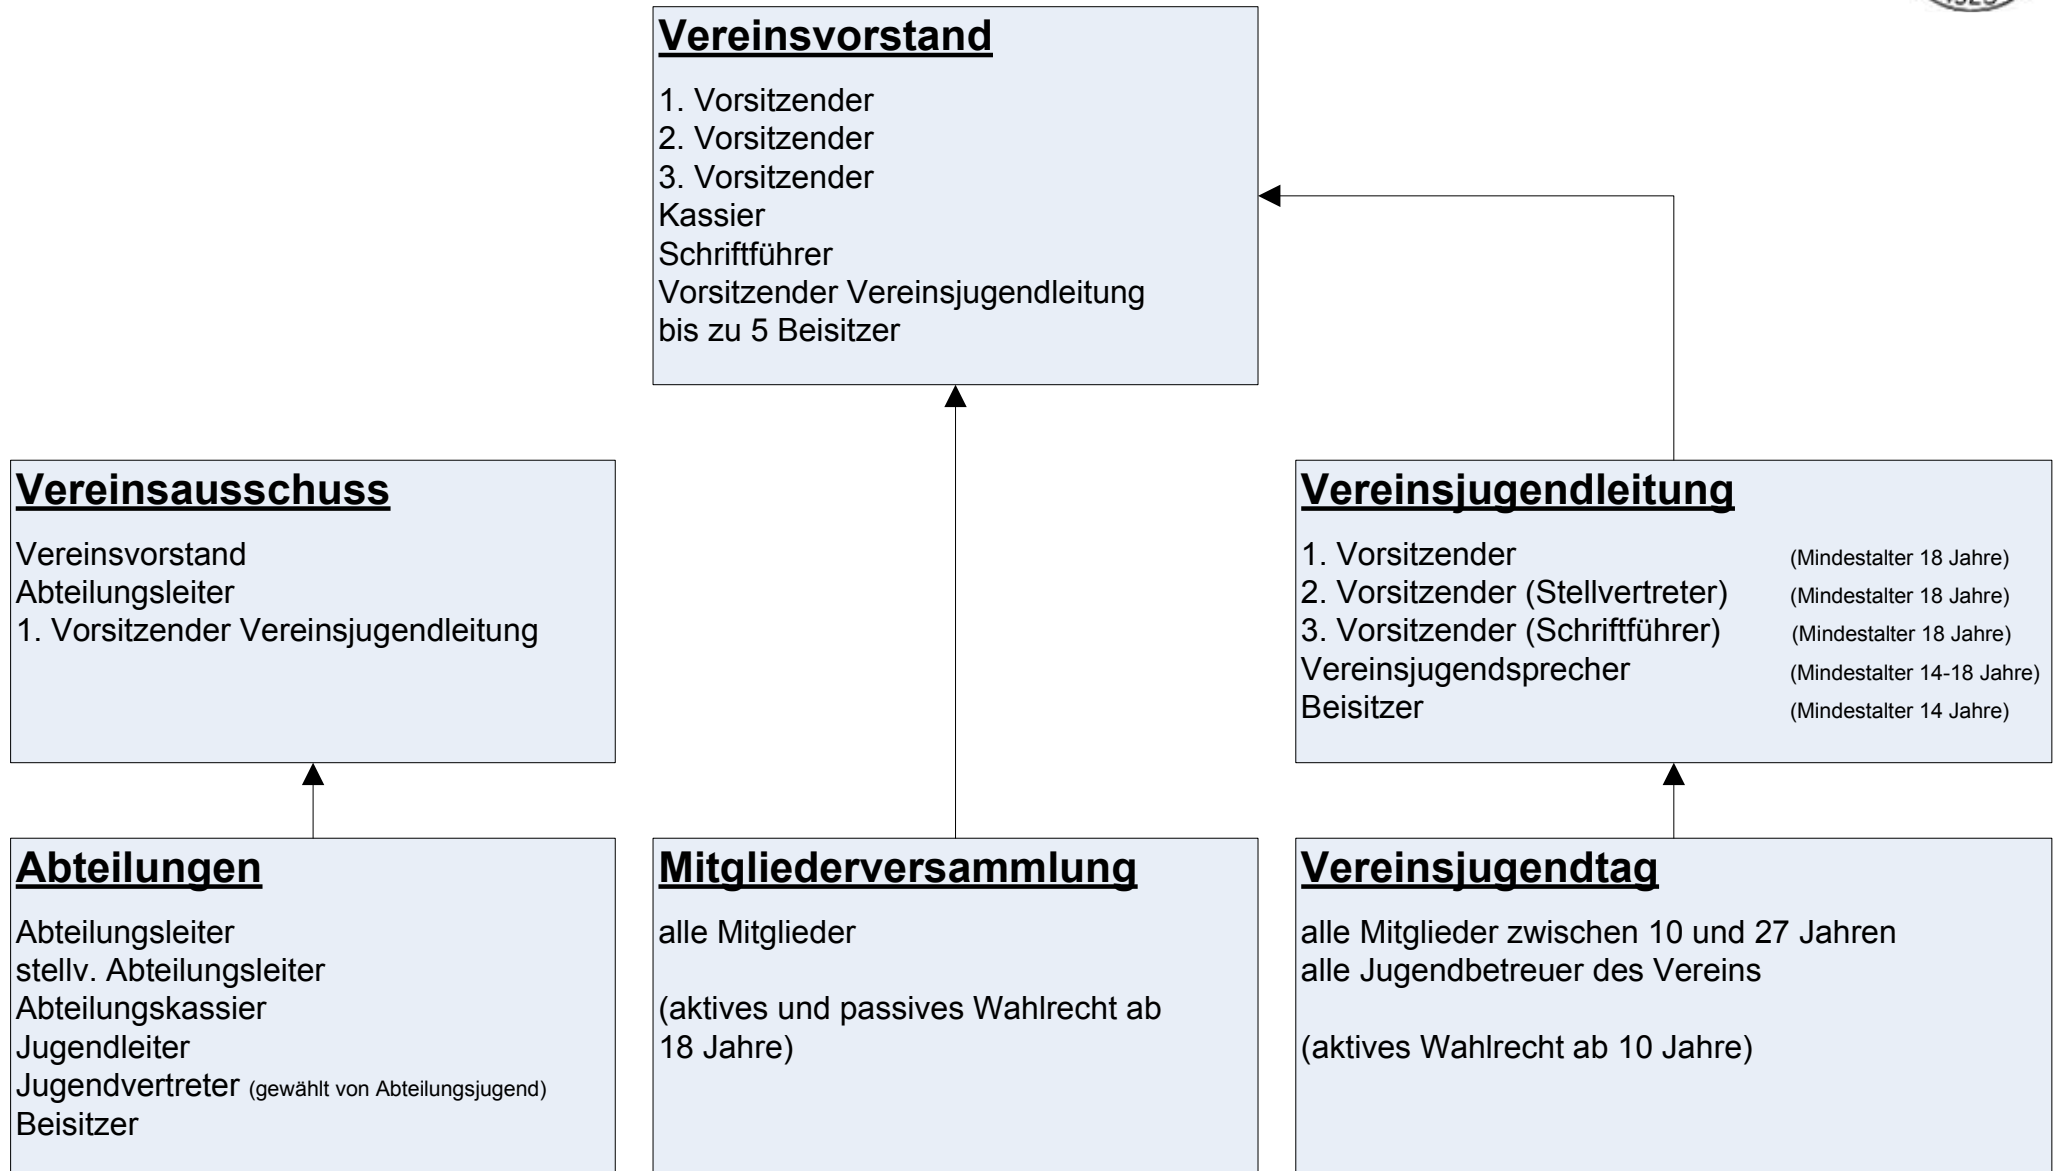 Vereinsvorstand
1. Vorsitzender
2. Vorsitzender
3. Vorsitzender
Kassier
Schriftführer
Vorsitzender Vereinsjugendleitung
bis zu 5 Beisitzer
Vereinsausschuss
Vereinsvorstand
Abteilungsleiter
1. Vorsitzender Vereinsjugendleitung
Vereinsjugendleitung
1. Vorsitzender (Mindestalter 18 Jahre)
2. Vorsitzender (Stellvertreter) (Mindestalter 18 Jahre)
3. Vorsitzender (Schriftführer) (Mindestalter 18 Jahre)
Vereinsjugendsprecher (Mindestalter 14-18 Jahre)
Beisitzer (Mindestalter 14 Jahre)
Abteilungen
Abteilungsleiter
stellv. Abteilungsleiter
Abteilungskassier
Jugendleiter
Jugendvertreter (gewählt von Abteilungsjugend)
Beisitzer
Mitgliederversammlung
alle Mitglieder
(aktives und passives Wahlrecht ab
18 Jahre)
Vereinsjugendtag
alle Mitglieder zwischen 10 und 27 Jahren
alle Jugendbetreuer des Vereins
(aktives Wahlrecht ab 10 Jahre)